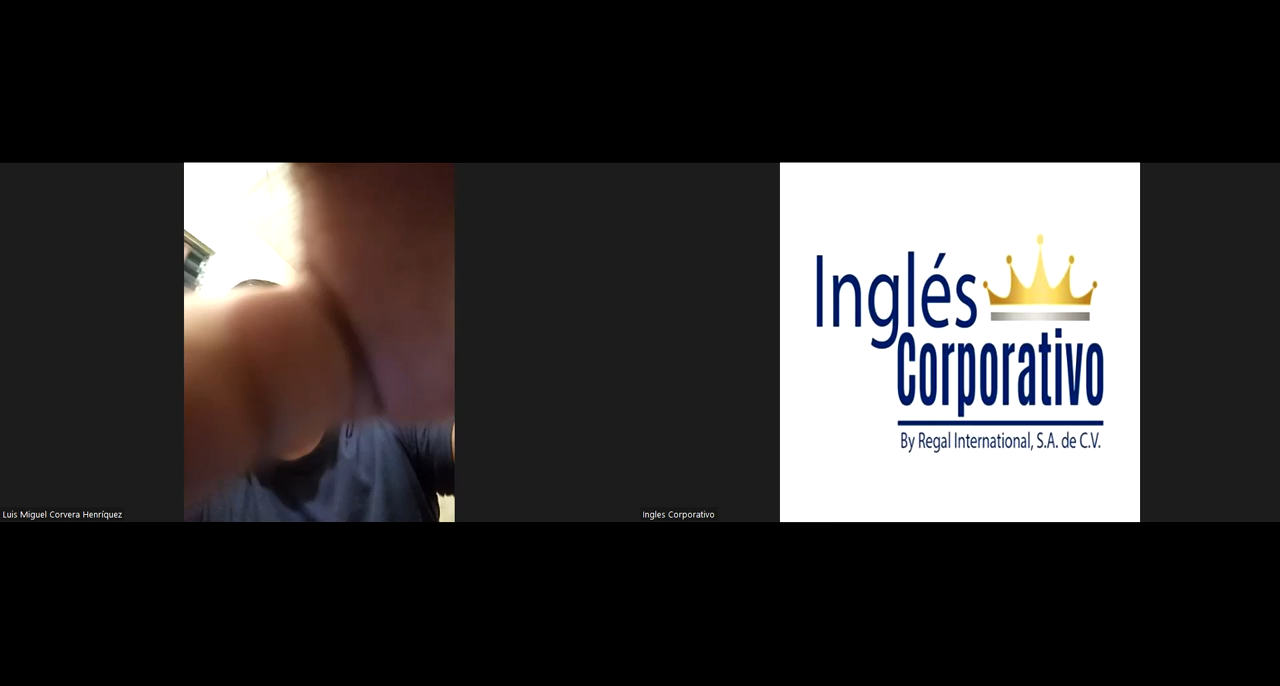 Luis Miguel Corvera Henríquez
Inglés
Corporativo
By Regal International, S.A. de C.V.
Ingles Corporativo